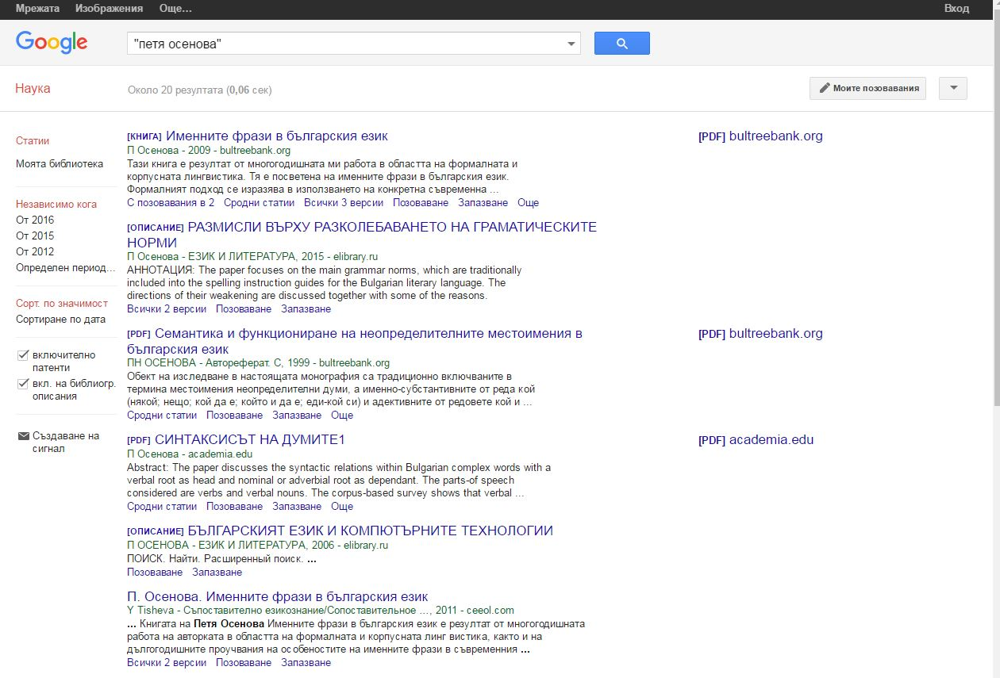 Мрежата Изображения Още…
Вход
Google
"петя осенова"
Наука
Около 20 резултата (0,06 сек)
Моите позовавания
Статии
Моята библиотека
Независимо кога
От 2016
От 2015
От 2012
Определен период...
Сорт. по значимост
Сортиране по дата
включително
патенти
вкл. на библиогр.
описания
Създаване на
сигнал
[КНИГА] Именните фрази в българския език
П Осенова - 2009 - bultreebank.org
Тази книга е резултат от многогодишната ми работа в областта на формалната и
корпусната лингвистика. Тя е посветена на именните фрази в българския език.
Формалният подход се изразява в използването на конкретна съвременна ...
С позовавания в 2 Сродни статии Всички 3 версии Позоваване Запазване Още
[PDF] bultreebank.org
[ОПИСАНИЕ] РАЗМИСЛИ ВЪРХУ РАЗКОЛЕБАВАНЕТО НА ГРАМАТИЧЕСКИТЕ
НОРМИ
П Осенова - ЕЗИК И ЛИТЕРАТУРА, 2015 - elibrary.ru
АННОТАЦИЯ: The paper focuses on the main grammar norms, which are traditionally
included into the spelling instruction guides for the Bulgarian literary language. The
directions of their weakening are discussed together with some of the reasons.
Всички 2 версии Позоваване Запазване
[PDF] Семантика и функциониране на неопределителните местоимения в
българския език
ПН ОСЕНОВА - Автореферат. С, 1999 - bultreebank.org
Обект на изследване в настоящата монография са традиционно включваните в
термина местоимения неопределителни думи, а именно-субстантивните от реда кой
(някой; нещо; кой да е; който и да е; еди-кой си) и адективните от редовете кой и ...
Сродни статии Позоваване Запазване Още
[PDF] bultreebank.org
[PDF] СИНТАКСИСЪТ НА ДУМИТЕ1
П Осенова - academia.edu
Abstract: The paper discusses the syntactic relations within Bulgarian complex words with a
verbal root as head and nominal or adverbial root as dependant. The parts-of speech
considered are verbs and verbal nouns. The corpus-based survey shows that verbal ...
Сродни статии Позоваване Запазване Още
[PDF] academia.edu
[ОПИСАНИЕ] БЪЛГАРСКИЯТ ЕЗИК И КОМПЮТЪРНИТЕ ТЕХНОЛОГИИ
П ОСЕНОВА - ЕЗИК И ЛИТЕРАТУРА, 2006 - elibrary.ru
ПОИСК. Найти. Расширенный поиск. ...
Позоваване Запазване
П. Осенова. Именните фрази в българския език
Y Tisheva - Съпоставително езикознание/Сопоставительное …, 2011 - ceeol.com
... Книгата на Петя Осенова Именните фрази в българския език е резултат от многогодишната
работа на авторката в областта на формалната и корпусната линг вистика, както и на
дългогодишните проучвания на особеностите на именните фрази в съвременния ...
Всички 2 версии Позоваване Запазване